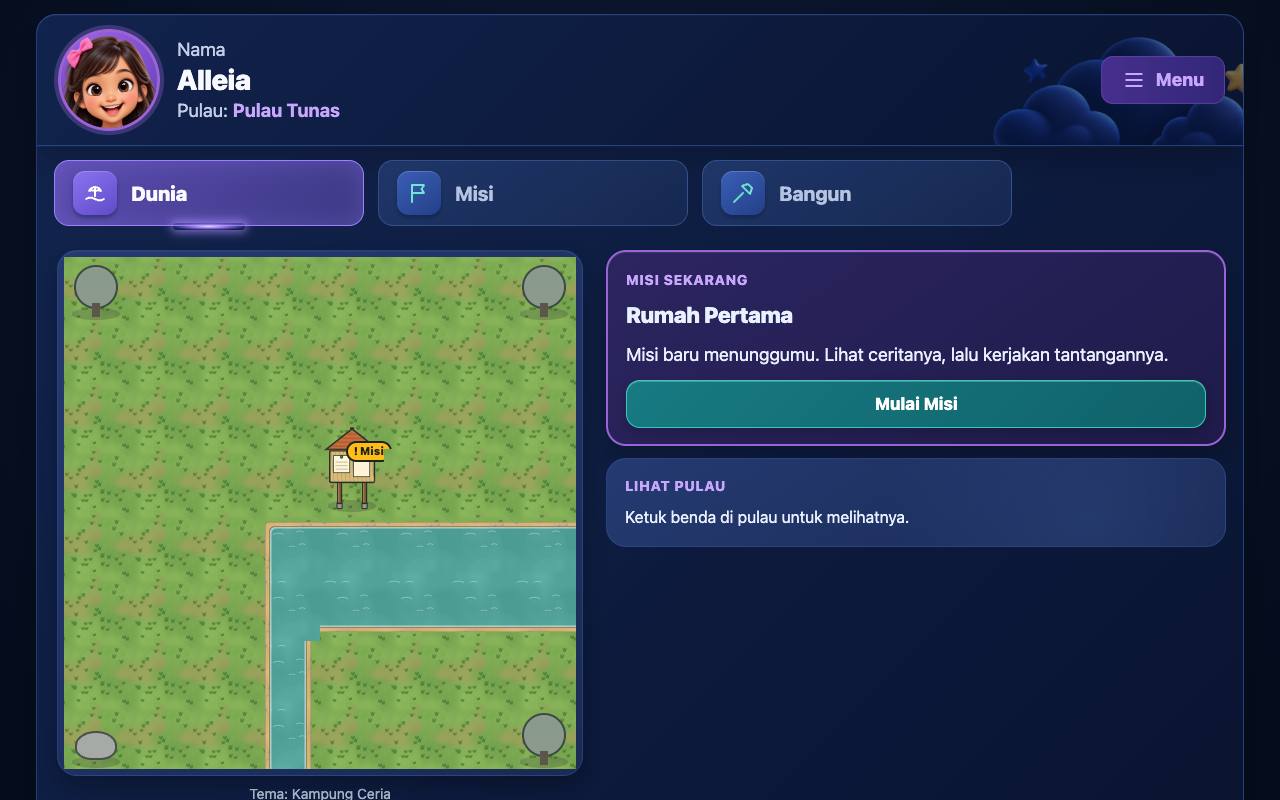 Nama
Alleia
Pulau: Pulau Tunas
Menu
Dunia
Misi
Bangun
! Misi
MISI SEKARANG
Rumah Pertama
Misi baru menunggumu. Lihat ceritanya, lalu kerjakan tantangannya.
Mulai Misi
LIHAT PULAU
Ketuk benda di pulau untuk melihatnya.
Tema: Kampung Ceria